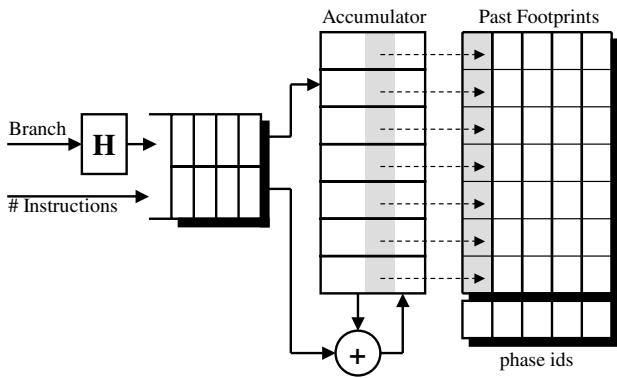 Accumulator
Past Footprints
Branch
H
# Instructions
+
phase ids